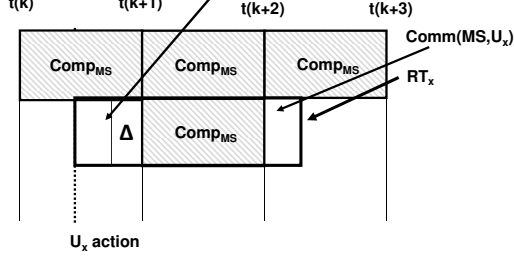 t(k) t(k+1) t(k+2) t(k+3)
Comm(MS,Ux)
CompMS CompMS CompMS
RTx
Δ CompMS
Ux action